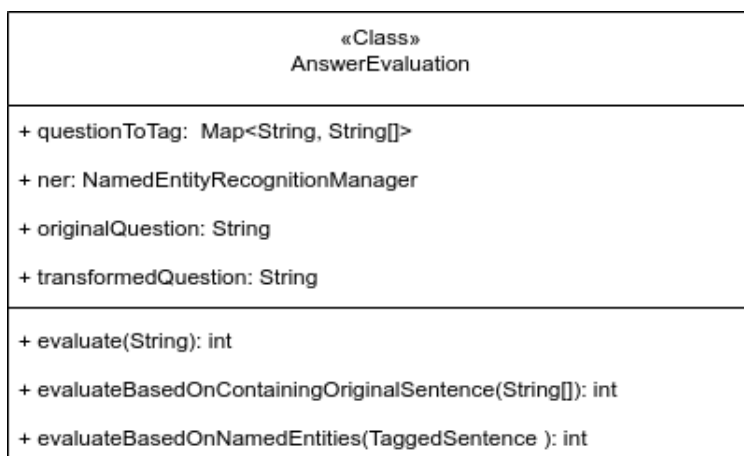 «Class»
AnswerEvaluation
+ questionToTag:  Map<String, String[]>
+ ner: NamedEntityRecognitionManager
+ originalQuestion: String
+ transformedQuestion: String
+ evaluate(String): int
+ evaluateBasedOnContainingOriginalSentence(String[]): int
+ evaluateBasedOnNamedEntities(TaggedSentence ): int